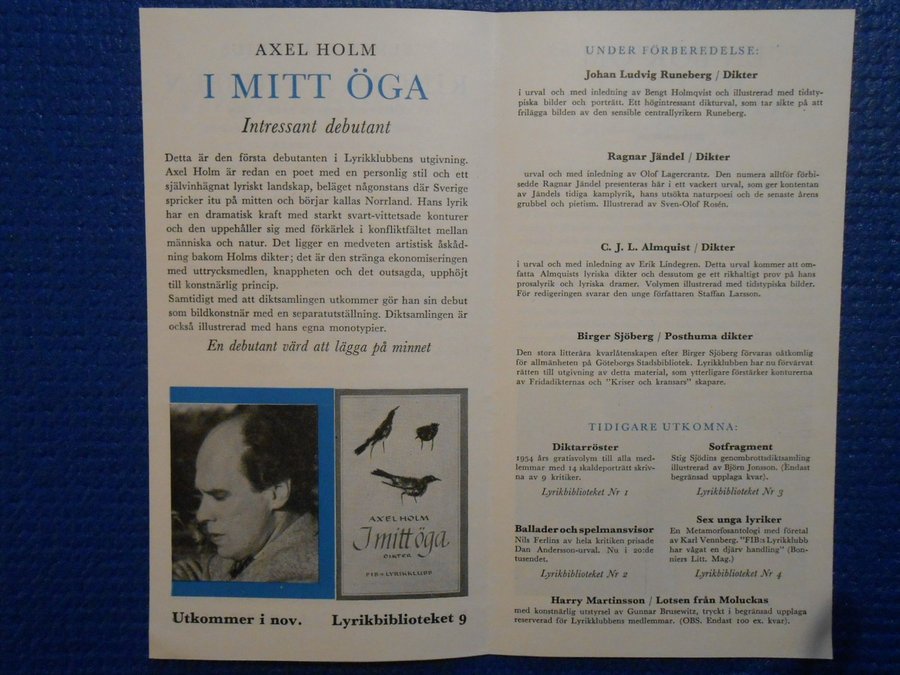 AXEL HOLM
I MITT ÖGA
Intressant debutant
Detta är den första debutanten i Lyrikklubbens utgivning.
Axel Holm är redan en poet med en personlig stil och ett
självinhägnat lyriskt landskap, beläget någonstans där Sverige
spricker itu på mitten och börjar kallas Norrland. Hans lyrik
har en dramatisk kraft med starkt svart-vittetsade konturer
och den uppehåller sig med förkärlek i konfliktfältet mellan
människa och natur. Det ligger en medveten artistisk åskåd-
ning bakom Holms dikter; det är den stränga ekonomiseringen
med uttrycksmedlen, knappheten och det outsagda, upphöjt
till konstnärlig princip.
Samtidigt med att diktsamlingen utkommer gör han sin debut
som bildkonstnär med en separatutställning. Diktsamlingen är
också illustrerad med hans egna monotypier.
En debutant värd att lägga på minnet
AXEL HOLM
I mitt öga
DIKTER
FIB:s LYRIKKLUBB
Utkommer i nov. Lyrikbiblioteket 9
UNDER FÖRBEREDELSE:
Johan Ludvig Runeberg / Dikter
i urval och med inledning av Bengt Holmqvist och illustrerad med tidsty-
piska bilder och porträtt. Ett högintressant dikturval, som tar sikte på att
frilägga bilden av den sensible centrallyrikern Runeberg.
Ragnar Jändel / Dikter
urval och med inledning av Olof Lagercrantz. Den numera alltför förbi-
sedde Ragnar Jändel presenteras här i ett vackert urval, som ger kontentan
av Jändels tidiga kamplyrik, hans utsökta naturpoesi och de senaste årens
grubbel och pietism. Illustrerad av Sven-Olof Rosén.
C. J. L. Almquist / Dikter
i urval och med inledning av Erik Lindegren. Detta urval kommer att om-
fatta Almquists lyriska dikter och dessutom ge ett rikhaltigt prov på hans
prosalyrik och lyriska dramer. Volymen illustrerad med tidstypiska bilder.
För redigeringen svarar den unge författaren Staffan Larsson.
Birger Sjöberg / Posthuma dikter
Den stora litterära kvarlåtenskapen efter Birger Sjöberg förvaras oåtkomlig
för allmänheten på Göteborgs Stadsbibliotek. Lyrikklubben har nu förvärvat
rätten till utgivning av detta material, som ytterligare förstärker konturerna
av Fridadikternas och "Kriser och kransars" skapare.
TIDIGARE UTKOMNA:
Diktarröster
1954 års gratisvolym till alla med-
lemmar med 14 skaldeporträtt skriv-
na av 9 kritiker.
Lyrikbiblioteket Nr 1
Sotfragment
Stig Sjödins genombrottsdiktsamling
illustrerad av Björn Jonson. (Endast
begränsad upplaga kvar).
Lyrikbiblioteket Nr 3
Ballader och spelmansvisor
Nils Ferlins av hela kritiken prisade
Dan Andersson-urval. Nu i 20:de
tusendet.
Lyrikbiblioteket Nr 2
Sex unga lyriker
En Metamorfosantologi med företal
av Karl Vennberg. "FIB:s Lyrikklubb
har vågat en djärv handling" (Bon-
niers Litt. Mag.)
Lyrikbiblioteket Nr 4
Harry Martinsson / Lotsen från Moluckas
med konstnärlig utstyrsel av Gunnar Brusewitz, tryckt i begränsad upplaga
reserverad för Lyrikklubbens medlemmar. (OBS. Endast 100 ex. kvar).